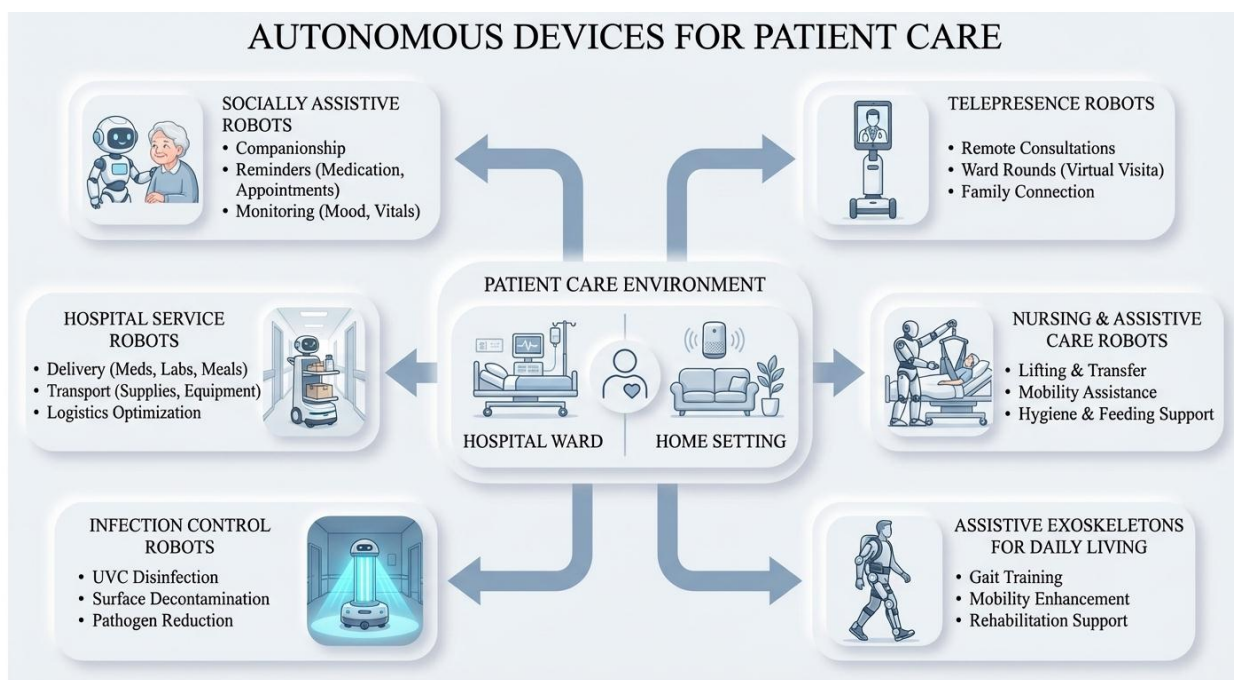 AUTONOMOUS DEVICES FOR PATIENT CARE
SOCIALLY ASSISTIVE
ROBOTS
• Companionship
• Reminders (Medication,
Appointments)
• Monitoring (Mood, Vitals)
TELEPRESENCE ROBOTS
• Remote Consultations
• Ward Rounds (Virtual Visita)
• Family Connection
PATIENT CARE ENVIRONMENT
HOSPITAL WARD
HOME SETTING
HOSPITAL SERVICE
ROBOTS
• Delivery (Meds, Labs, Meals)
• Transport (Supplies, Equipment)
• Logistics Optimization
NURSING & ASSISTIVE
CARE ROBOTS
• Lifting & Transfer
• Mobility Assistance
• Hygiene & Feeding Support
INFECTION CONTROL
ROBOTS
• UVC Disinfection
• Surface Decontamination
• Pathogen Reduction
ASSISTIVE EXOSKELETONS
FOR DAILY LIVING
• Gait Training
• Mobility Enhancement
• Rehabilitation Support